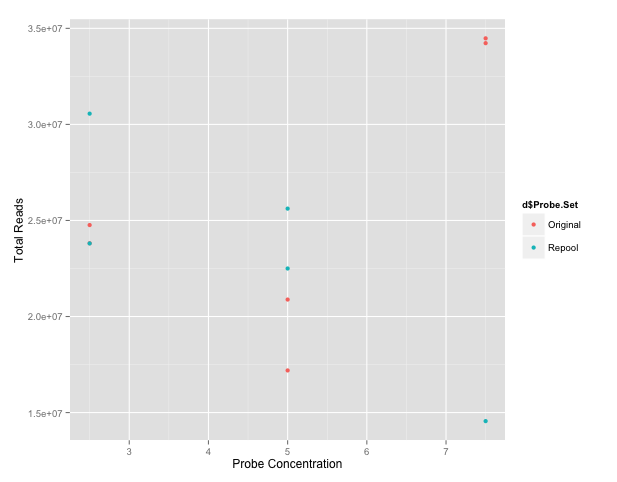 3.5e+07
3.0e+07
2.5e+07
2.0e+07
1.5e+07
Total Reads
3 4 5 6 7
Probe Concentration
d$Probe.Set
Original
Repool